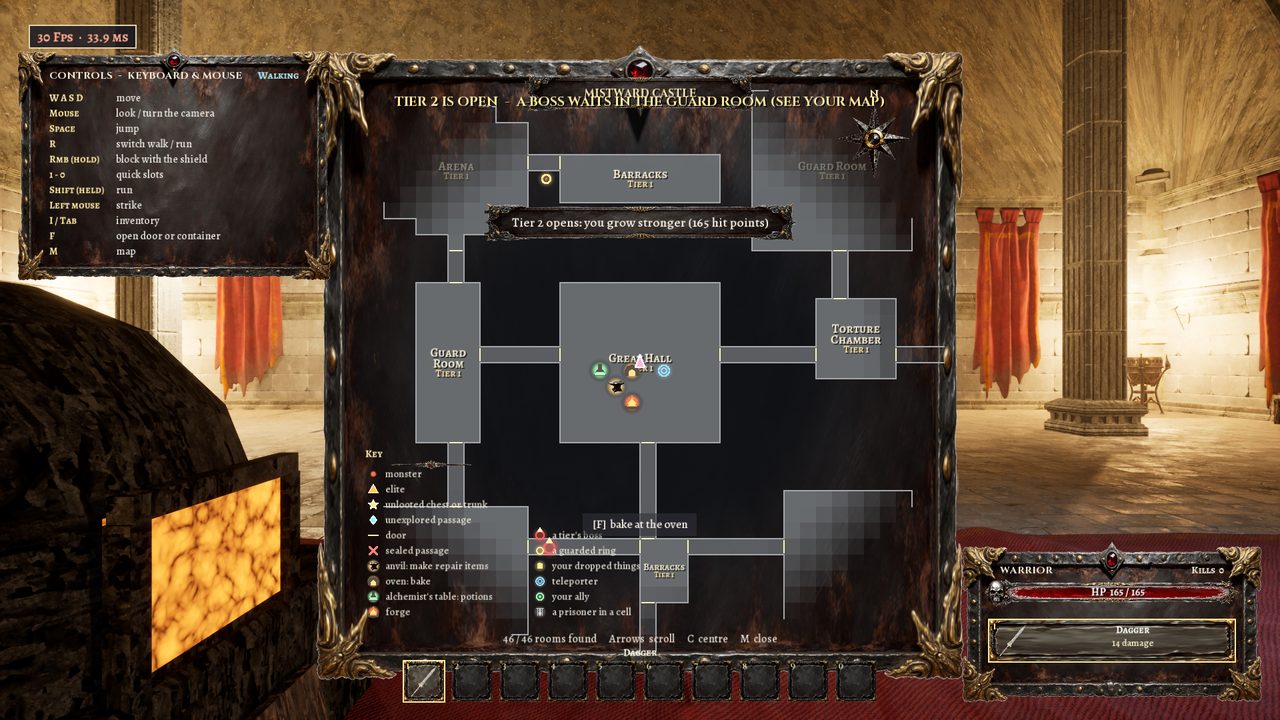 30 Fps · 33.9 ms
Controls - Keyboard & Mouse Walking
W A S D move
Mouse look / turn the camera
Space jump
R switch walk / run
RMB (hold) block with the shield
1 - 0 quick slots
Shift (held) run
Left mouse strike
I / Tab inventory
F open door or container
M map
Mistward Castle
Tier 2 is open - a boss waits in the Guard Room (see your map)
N
Arena
Tier 1
Barracks
Tier 1
Guard Room
Tier 1
Tier 2 opens: you grow stronger (165 hit points)
Guard
Room
Tier 1
Great Hall
Torture
Chamber
Tier 1
Key
monster
elite
unlooted chest or trunk
unexplored passage
door
sealed passage
anvil: make repair items
oven: bake
alchemist's table: potions
forge
[F] bake at the oven
a tier's boss
a guarded ring
your dropped things
teleporter
your ally
a prisoner in a cell
Barracks
Tier 1
46/46 rooms found Arrows scroll C centre M close
Dagger
Warrior Kills 0
HP 165 / 165
Dagger
14 damage